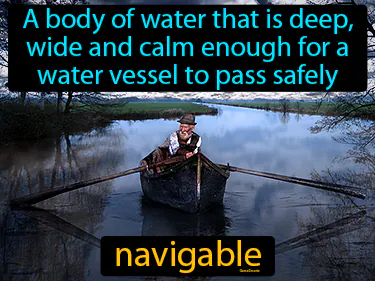 A body of water that is deep,
wide and calm enough for a
water vessel to pass safely
navigable